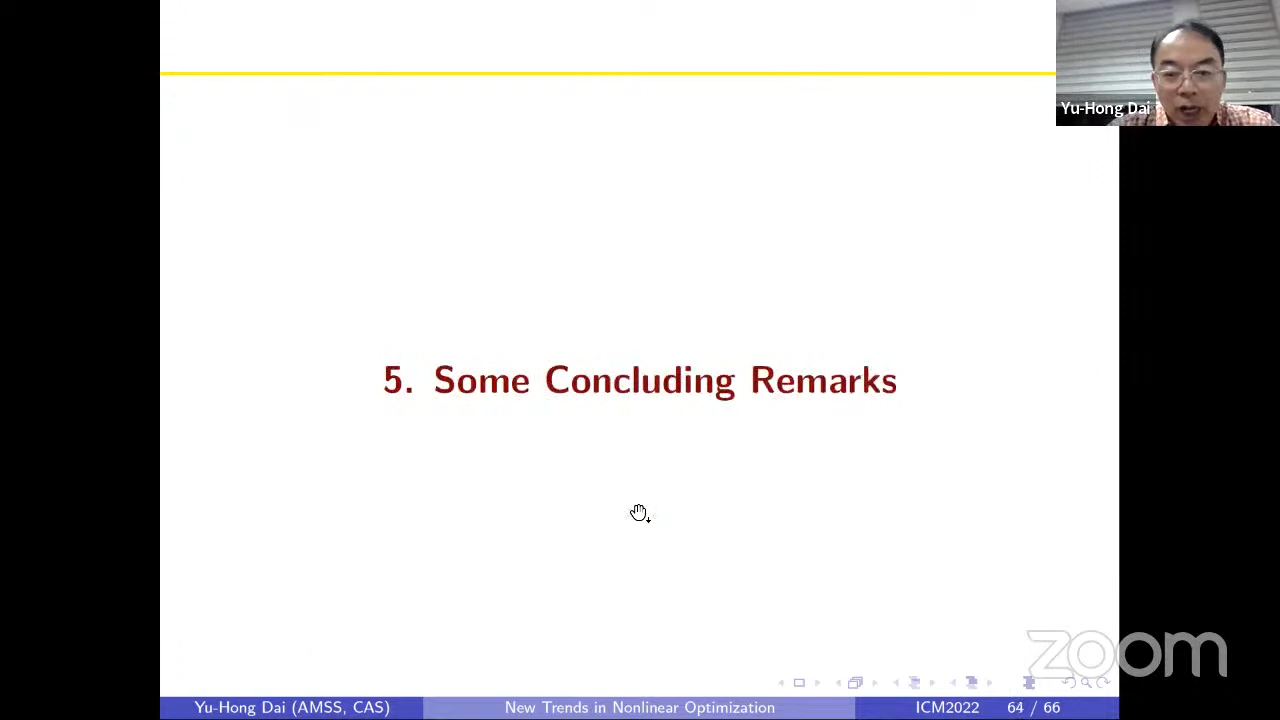 Yu-Hong Dai
5. Some Concluding Remarks
zoom
Yu-Hong Dai (AMSS, CAS) New Trends in Nonlinear Optimization ICM2022 64 / 66